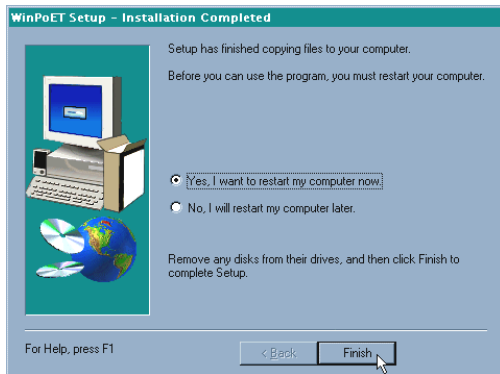 WinPoET Setup - Installation Completed
Setup has finished copying files to your computer.
Before you can use the program, you must restart your computer.
Yes, I want to restart my computer now.
No, I will restart my computer later.
Remove any disks from their drives, and then click Finish to
complete Setup.
For Help, press F1
< Back
Finish